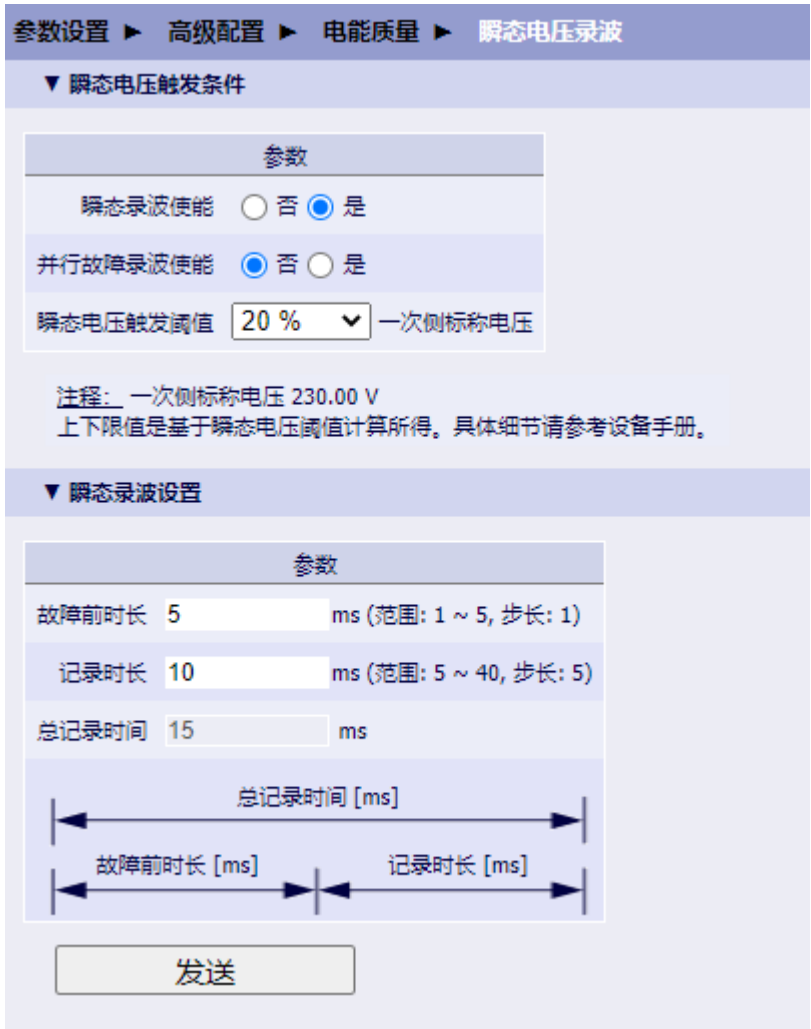 参数设置 ► 高级配置 ► 电能质量 ► 瞬态电压录波
▼ 瞬态电压触发条件
参数
瞬态录波使能 否 是
并行故障录波使能 否 是
瞬态电压触发阈值 20 % 一次侧标称电压
注释: 一次侧标称电压 230.00 V
上下限值是基于瞬态电压阈值计算所得。具体细节请参考设备手册。
▼ 瞬态录波设置
参数
故障前时长 5 ms (范围: 1 ~ 5, 步长: 1)
记录时长 10 ms (范围: 5 ~ 40, 步长: 5)
总记录时间 15 ms
总记录时间 [ms]
故障前时长 [ms] 记录时长 [ms]
发送